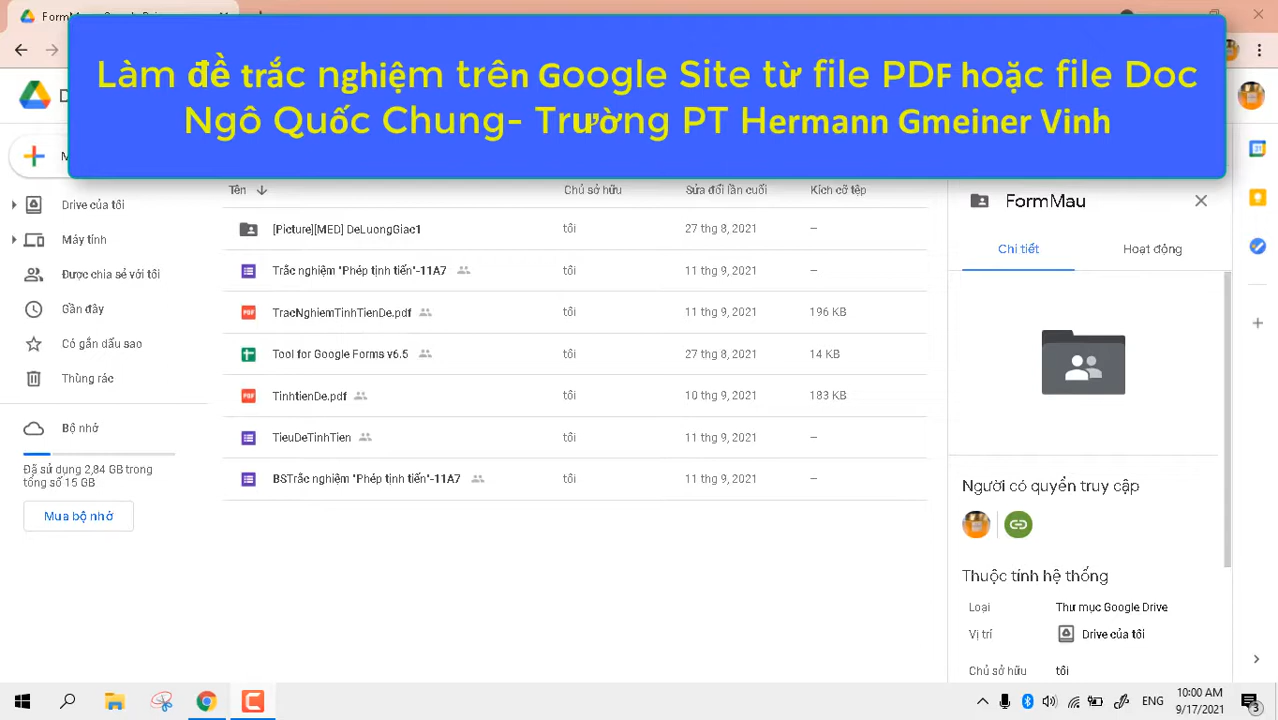 FormMau
Làm đề trắc nghiệm trên Google Site từ file PDF hoặc file Doc
Ngô Quốc Chung- Trường PT Hermann Gmeiner Vinh
Drive của tôi
Máy tính
Được chia sẻ với tôi
Gần đây
Có gắn dấu sao
Thùng rác
Bộ nhớ
Đã sử dụng 2,84 GB trong
tổng số 15 GB
Mua bộ nhớ
Tên Chủ sở hữu Sửa đổi lần cuối Kích cỡ tệp
[Picture][MED] DeLuongGiac1 tôi 27 thg 8, 2021 –
Trắc nghiệm "Phép tịnh tiến"-11A7 tôi 11 thg 9, 2021 –
TracNghiemTinhTienDe.pdf tôi 11 thg 9, 2021 196 KB
Tool for Google Forms v6.5 tôi 27 thg 8, 2021 14 KB
TinhtienDe.pdf tôi 10 thg 9, 2021 183 KB
TieuDeTinhTien tôi 11 thg 9, 2021 –
BSTrắc nghiệm "Phép tịnh tiến"-11A7 tôi 11 thg 9, 2021 –
FormMau
Chi tiết Hoạt động
Người có quyền truy cập
Thuộc tính hệ thống
Loại Thư mục Google Drive
Vị trí Drive của tôi
Chủ sở hữu tôi
ENG
10:00 AM
9/17/2021
3